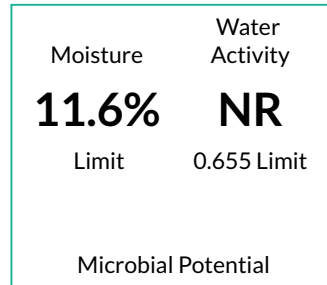 Moisture
Water
Activity
11.6%
NR
Limit
0.655 Limit
Microbial Potential